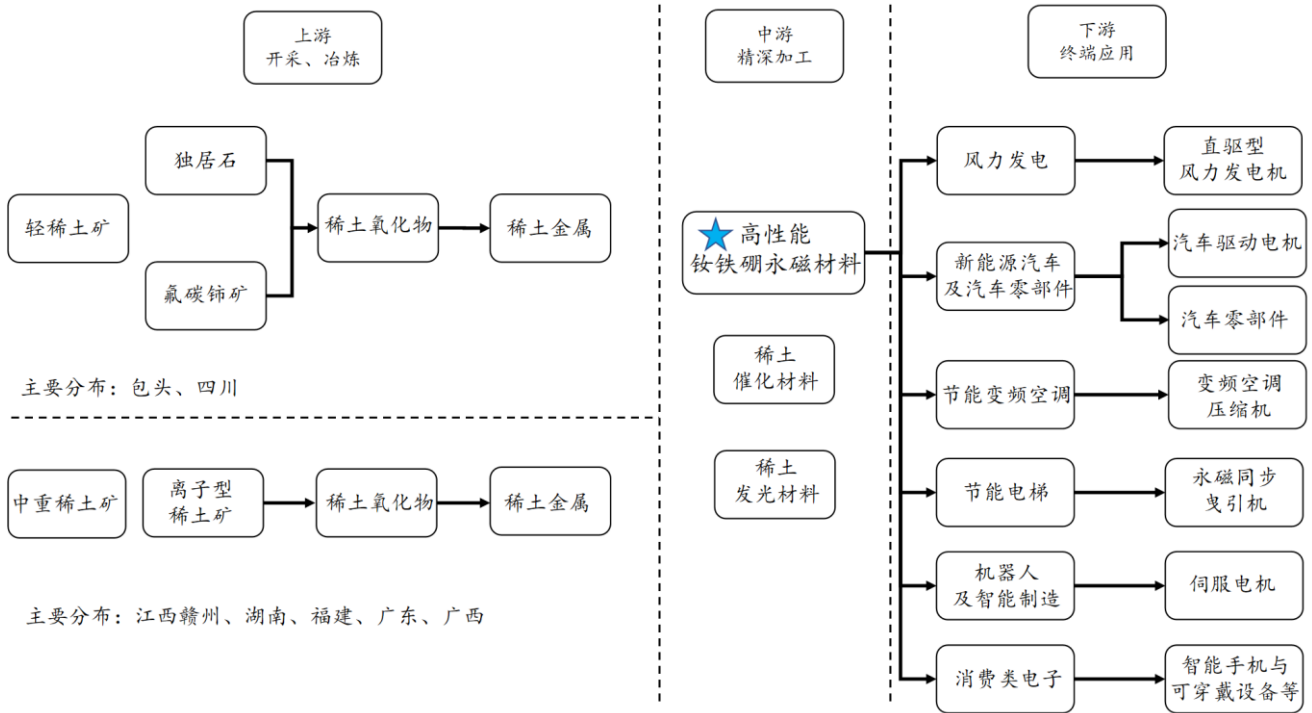 上游
开采、冶炼
中游
精深加工
下游
终端应用
轻稀土矿
独居石
氟碳铈矿
稀土氧化物
稀土金属
主要分布：包头、四川
中重稀土矿
离子型
稀土矿
稀土氧化物
稀土金属
主要分布：江西赣州、湖南、福建、广东、广西
高性能
钕铁硼永磁材料
稀土
催化材料
稀土
发光材料
风力发电
直驱型
风力发电机
新能源汽车
及汽车零部件
汽车驱动电机
汽车零部件
节能变频空调
变频空调
压缩机
节能电梯
永磁同步
曳引机
机器人
及智能制造
伺服电机
消费类电子
智能手机与
可穿戴设备等